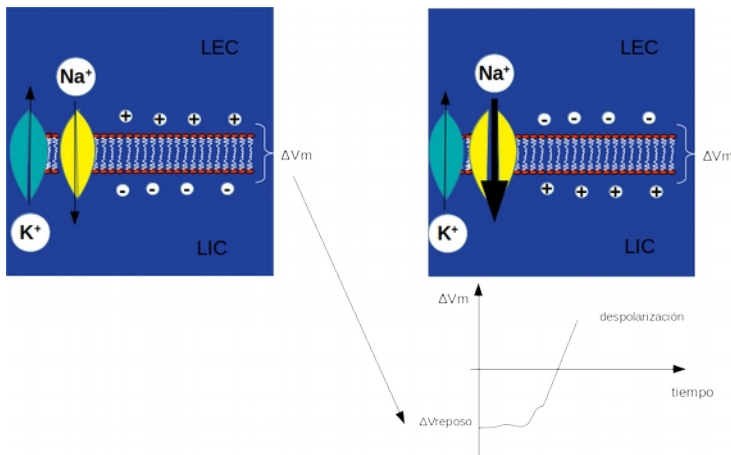 LEC
Na⁺
+ + + +
ΔVm
- - - -
K⁺
LIC
LEC
Na⁺
- - - -
ΔVm
+ + + +
K⁺
LIC
ΔVm
despolarización
tiempo
ΔVreposo